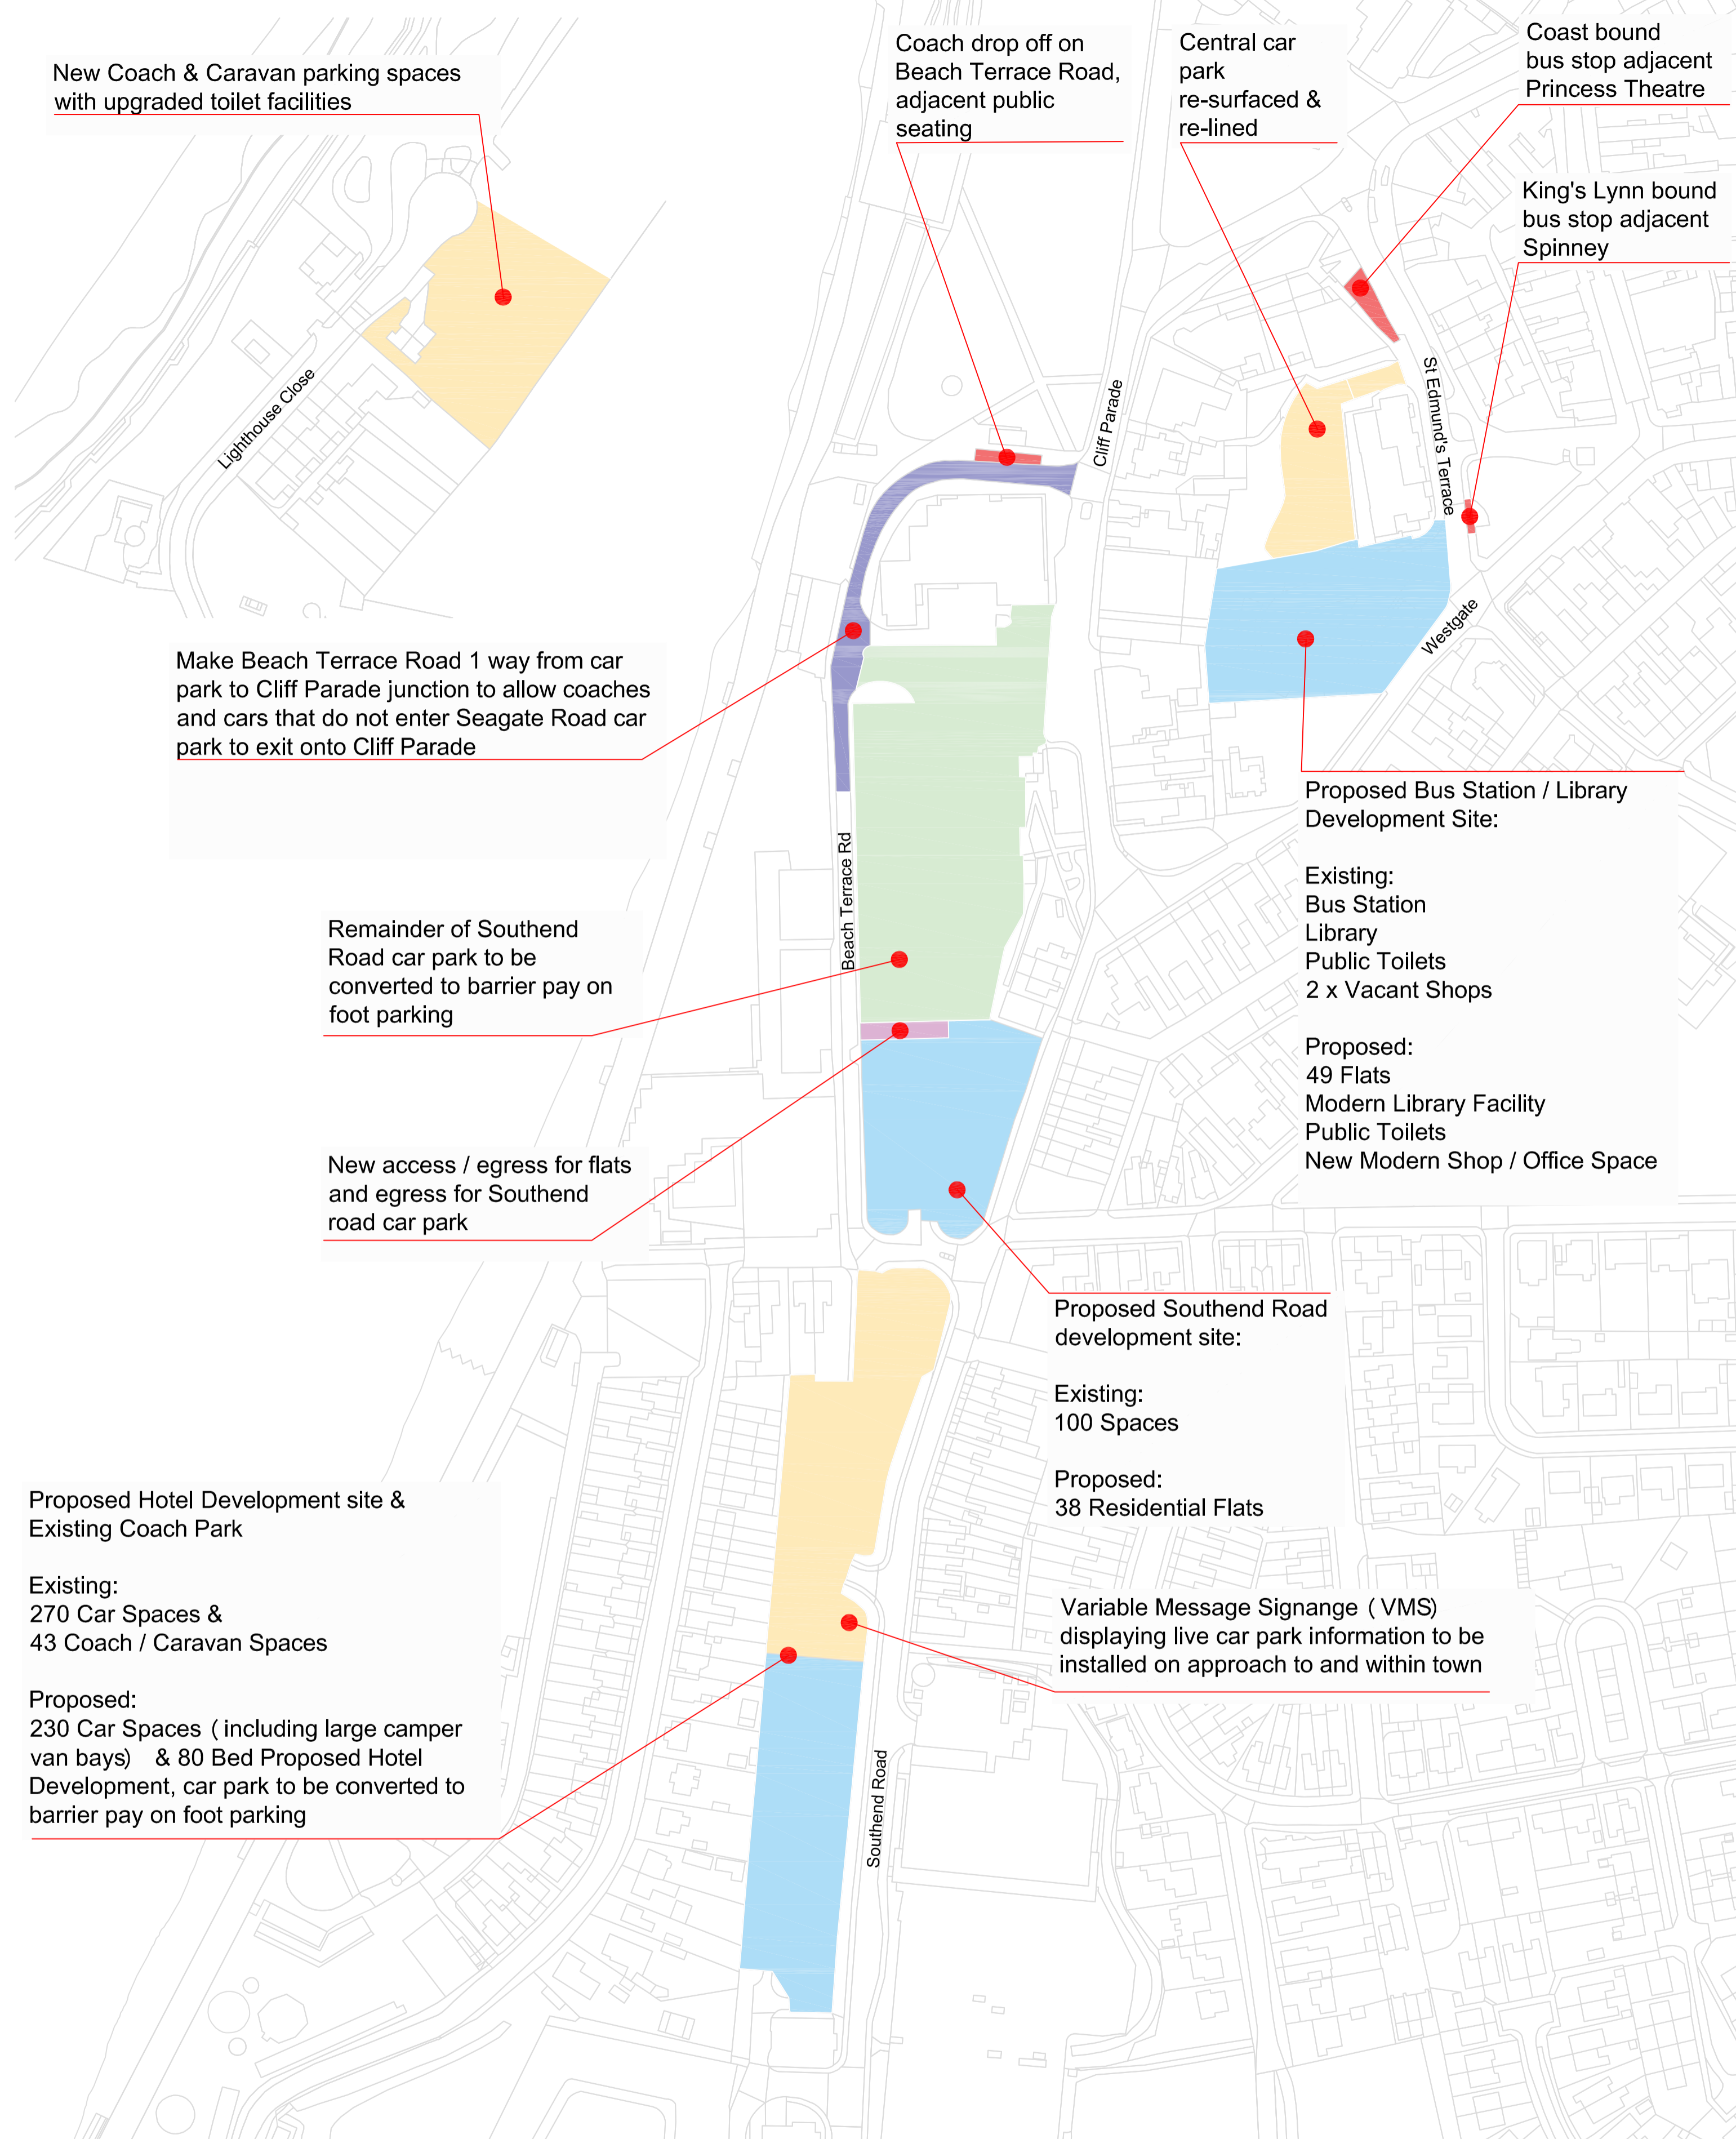 New Coach & Caravan parking spaces
with upgraded toilet facilities
Coach drop off on
Beach Terrace Road,
adjacent public
seating
Central car
park
re-surfaced &
re-lined
Coast bound
bus stop adjacent
Princess Theatre
King's Lynn bound
bus stop adjacent
Spinney
Lighthouse Close
Cliff Parade
St Edmund's Terrace
Westgate
Make Beach Terrace Road 1 way from car
park to Cliff Parade junction to allow coaches
and cars that do not enter Seagate Road car
park to exit onto Cliff Parade
Beach Terrace Rd
Proposed Bus Station / Library
Development Site:
Existing:
Bus Station
Library
Public Toilets
2 x Vacant Shops
Proposed:
49 Flats
Modern Library Facility
Public Toilets
New Modern Shop / Office Space
Remainder of Southend
Road car park to be
converted to barrier pay on
foot parking
New access / egress for flats
and egress for Southend
road car park
Proposed Southend Road
development site:
Existing:
100 Spaces
Proposed:
38 Residential Flats
Proposed Hotel Development site &
Existing Coach Park
Existing:
270 Car Spaces &
43 Coach / Caravan Spaces
Proposed:
230 Car Spaces (including large camper
van bays) & 80 Bed Proposed Hotel
Development, car park to be converted to
barrier pay on foot parking
Variable Message Signange (VMS)
displaying live car park information to be
installed on approach to and within town
Southend Road